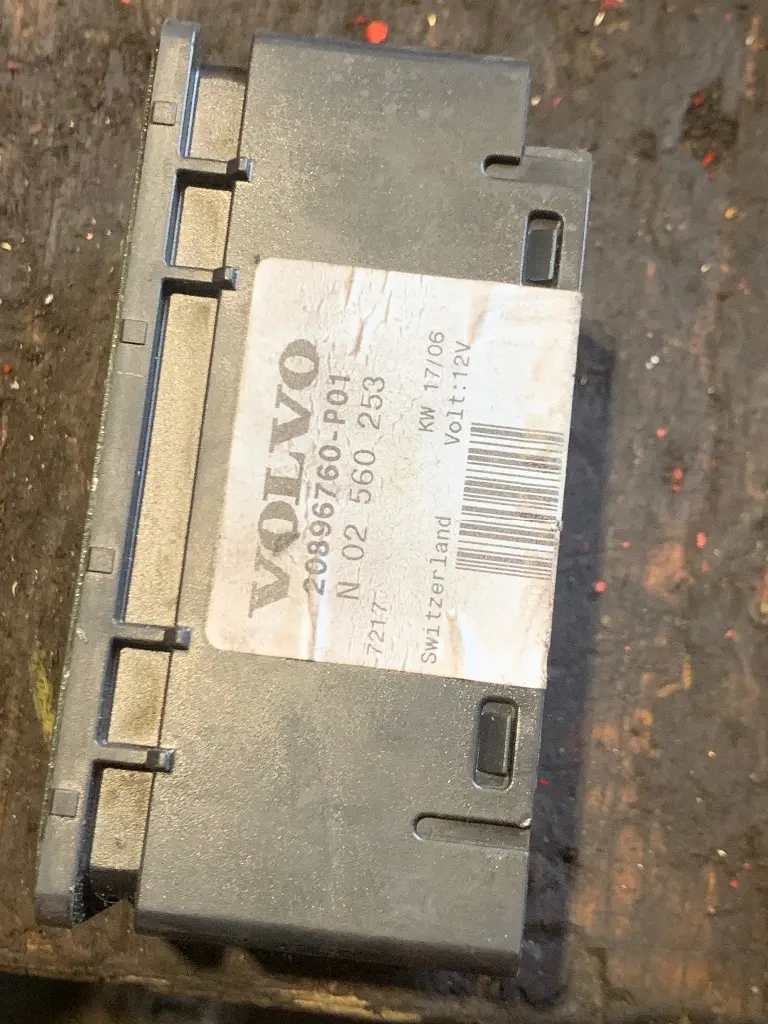 VOLVO
20896760-P01
N 02 560 253
7217
KW 17/06
Switzerland Volt:12V